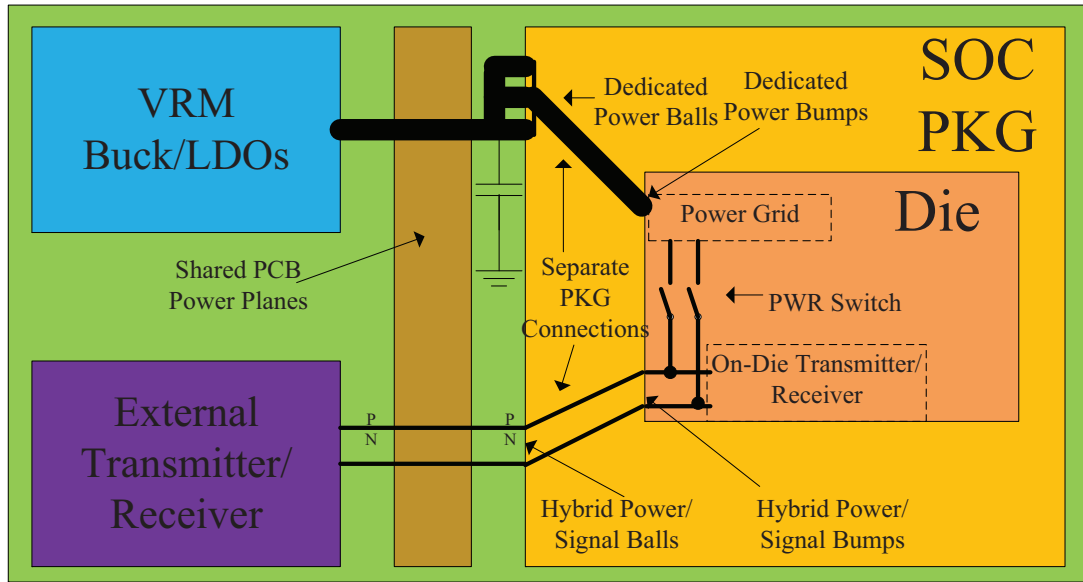 VRM
Buck/LDOs
SOC
PKG
Dedicated
Power Balls
Dedicated
Power Bumps
Die
Power Grid
Shared PCB
Power Planes
Separate
PKG
Connections
PWR Switch
On-Die Transmitter/
Receiver
External
Transmitter/
Receiver
P
N
P
N
Hybrid Power/
Signal Balls
Hybrid Power/
Signal Bumps